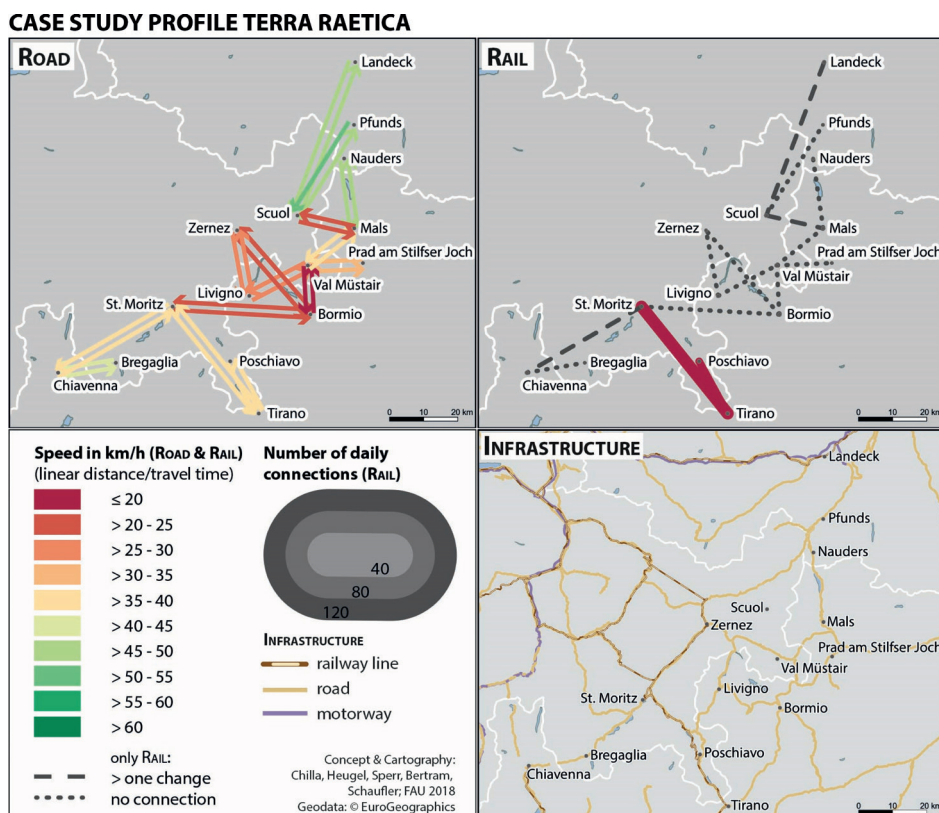 CASE STUDY PROFILE TERRA RAETICA
ROAD
Landeck
Pfunds
Nauders
Scuol
Zernez
Mals
Prad am Stilfser Joch
Val Müstair
Livigno
St. Moritz
Bormio
Bregaglia
Poschiavo
Chiavenna
Tirano
0 10 20 km
RAIL
Landeck
Pfunds
Nauders
Scuol
Zernez
Mals
Prad am Stilfser Joch
Val Müstair
Livigno
St. Moritz
Bormio
Bregaglia
Poschiavo
Chiavenna
Tirano
0 10 20 km
Speed in km/h (ROAD & RAIL)
(linear distance/travel time)
≤ 20
> 20 - 25
> 25 - 30
> 30 - 35
> 35 - 40
> 40 - 45
> 45 - 50
> 50 - 55
> 55 - 60
> 60
only RAIL:
> one change
no connection
Number of daily
connections (RAIL)
40
80
120
INFRASTRUCTURE
railway line
road
motorway
Concept & Cartography:
Chilla, Heugel, Sperr, Bertram,
Schaufler; FAU 2018
Geodata: © EuroGeographics
INFRASTRUCTURE
Landeck
Pfunds
Nauders
Scuol
Zernez
Mals
Prad am Stilfser Joch
Val Müstair
Livigno
St. Moritz
Bormio
Bregaglia
Poschiavo
Chiavenna
Tirano
0 10 20 km